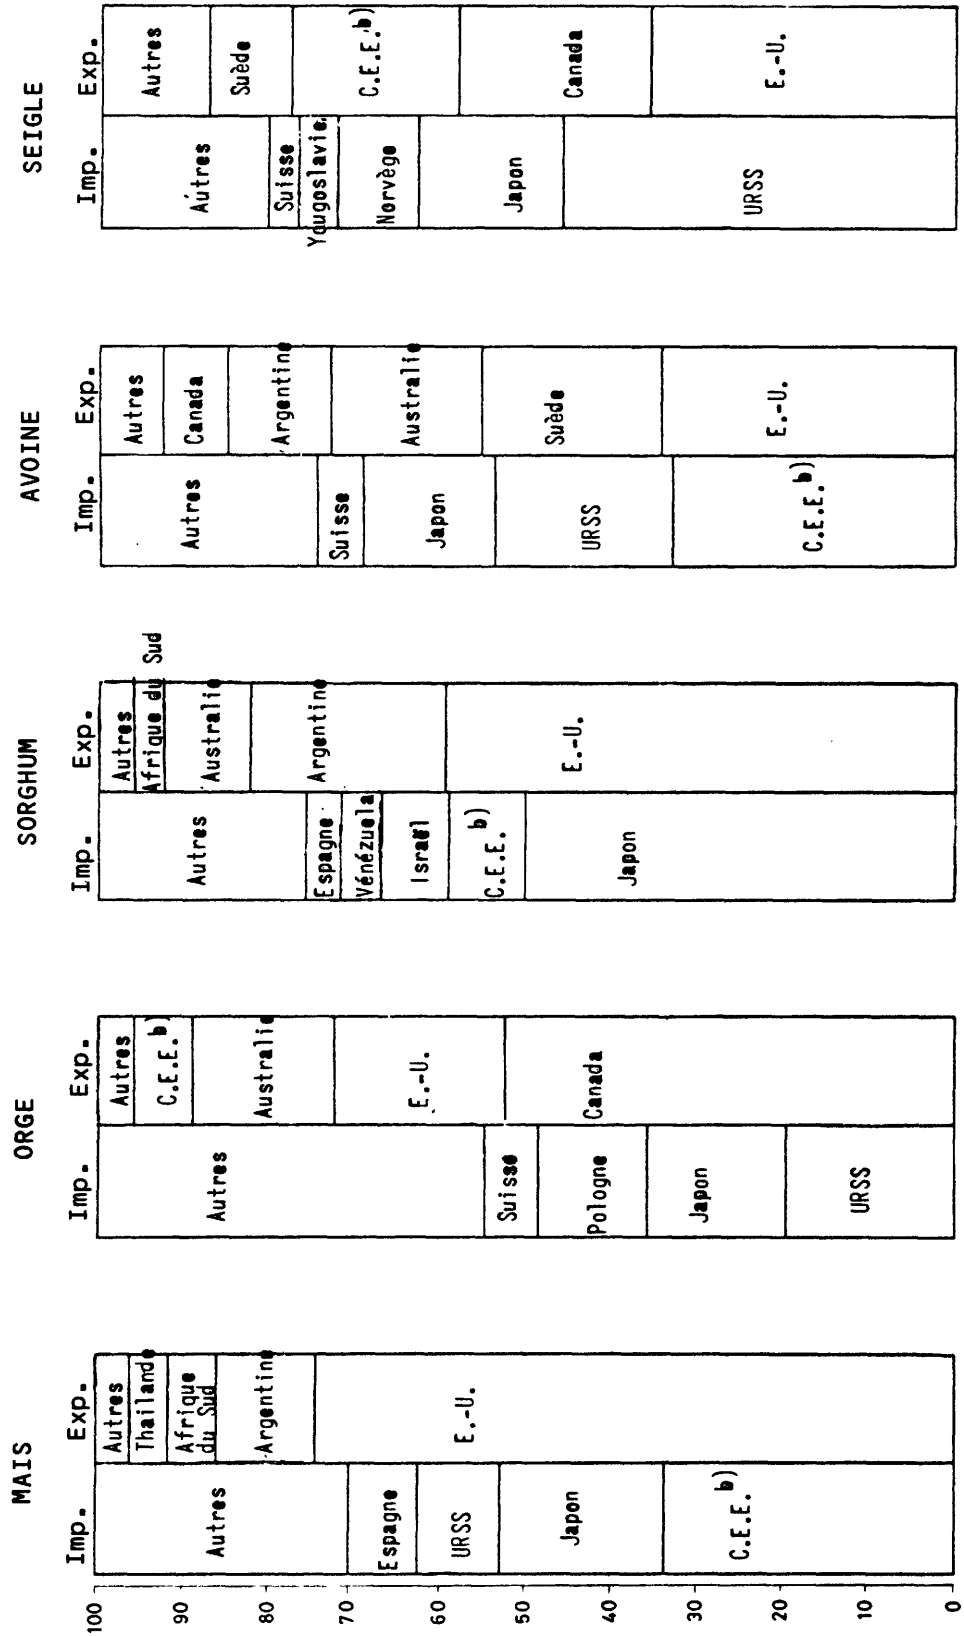 MAIS
ORGE
SORGHUM
AVOINE
SEIGLE
Imp. Exp.
Imp. Exp.
Imp. Exp.
Imp. Exp.
Imp. Exp.
100
90
80
70
60
50
40
30
20
10
0
Autres
Espagne
URSS
Japon
C.E.E. b)
Autres
Thailande
Afrique
du Sud
Argentine
E.-U.
Autres
Suisse
Pologne
Japon
URSS
Autres
C.E.E. b)
Australie
E.-U.
Canada
Autres
Espagne
Vénézuela
Israël
C.E.E. b)
Japon
Autres
Afrique du Sud
Australie
Argentine
E.-U.
Autres
Suisse
Japon
URSS
C.E.E. b)
Autres
Canada
Argentine
Australie
Suède
E.-U.
Autres
Suisse
Yougoslavie
Norvège
Japon
URSS
Autres
Suède
C.E.E. b)
Canada
E.-U.